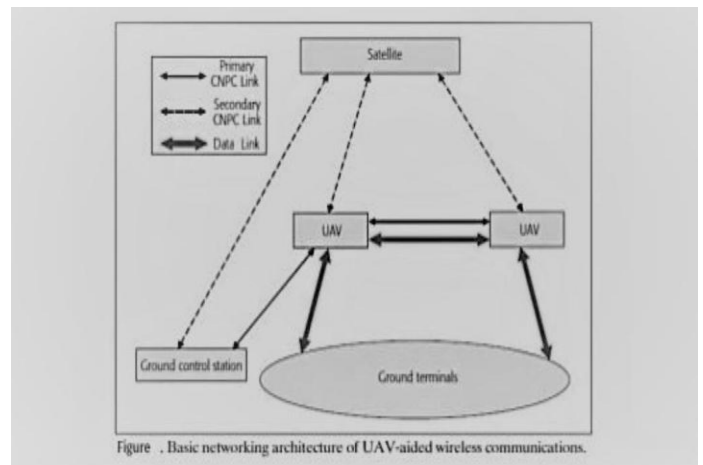 Satellite
Primary
CNPC Link
Secondary
CNPC Link
Data Link
UAV
UAV
Ground control station
Ground terminals
Figure . Basic networking architecture of UAV-aided wireless communications.